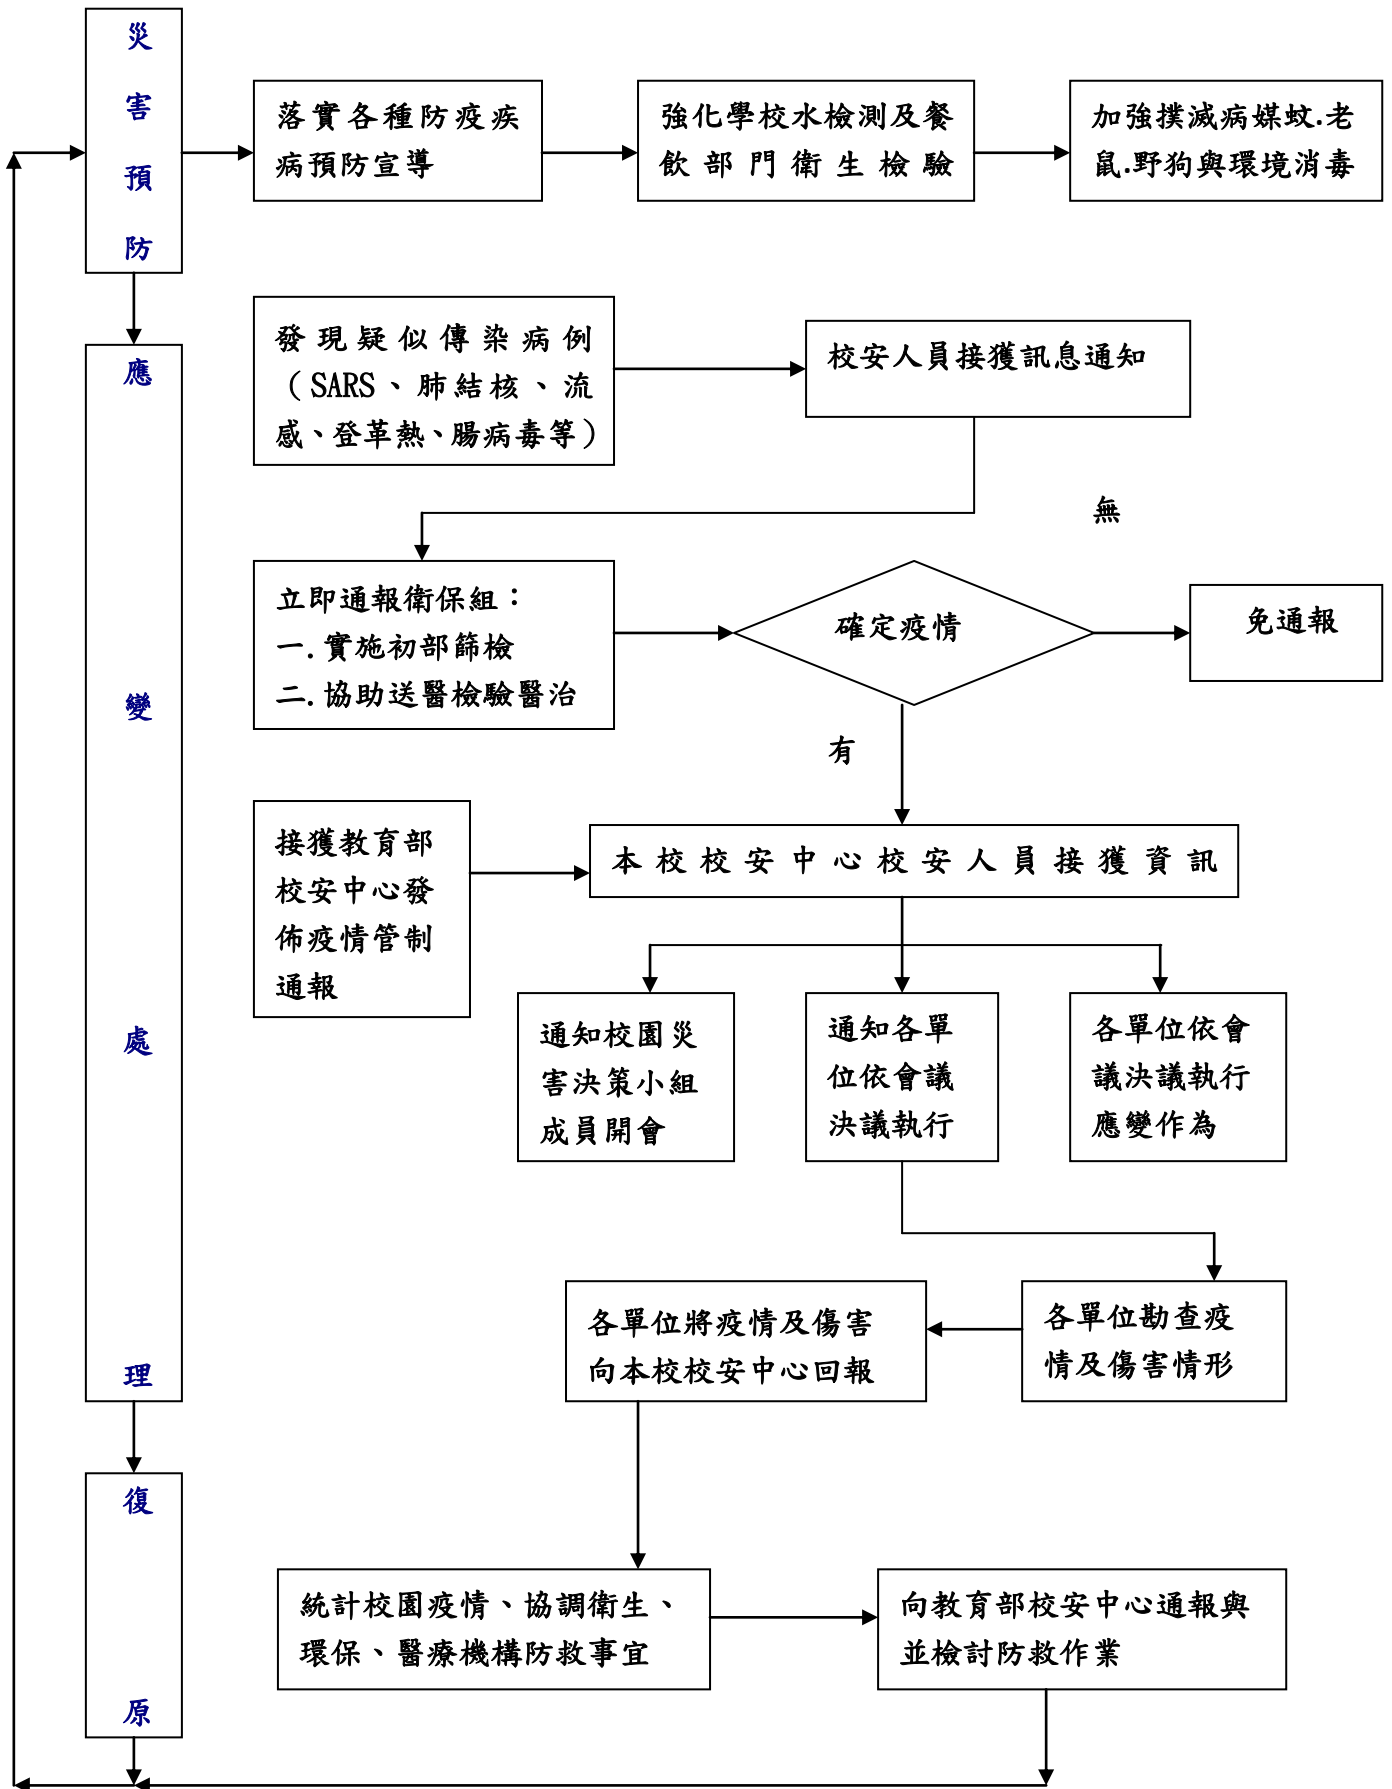 災
害
預
防
落實各種防疫疾
病預防宣導
強化學校水檢測及餐
飲部門衛生檢驗
加強撲滅病媒蚊.老
鼠.野狗與環境消毒
應
變
處
理
發現疑似傳染病例
（SARS、肺結核、流
感、登革熱、腸病毒等）
校安人員接獲訊息通知
無
立即通報衛保組：
一.實施初部篩檢
二.協助送醫檢驗醫治
確定疫情
免通報
有
接獲教育部
校安中心發
佈疫情管制
通報
本校校安中心校安人員接獲資訊
通知校園災
害決策小組
成員開會
通知各單
位依會議
決議執行
各單位依會
議決議執行
應變作為
各單位將疫情及傷害
向本校校安中心回報
各單位勘查疫
情及傷害情形
復
原
統計校園疫情、協調衛生、
環保、醫療機構防救事宜
向教育部校安中心通報與
並檢討防救作業